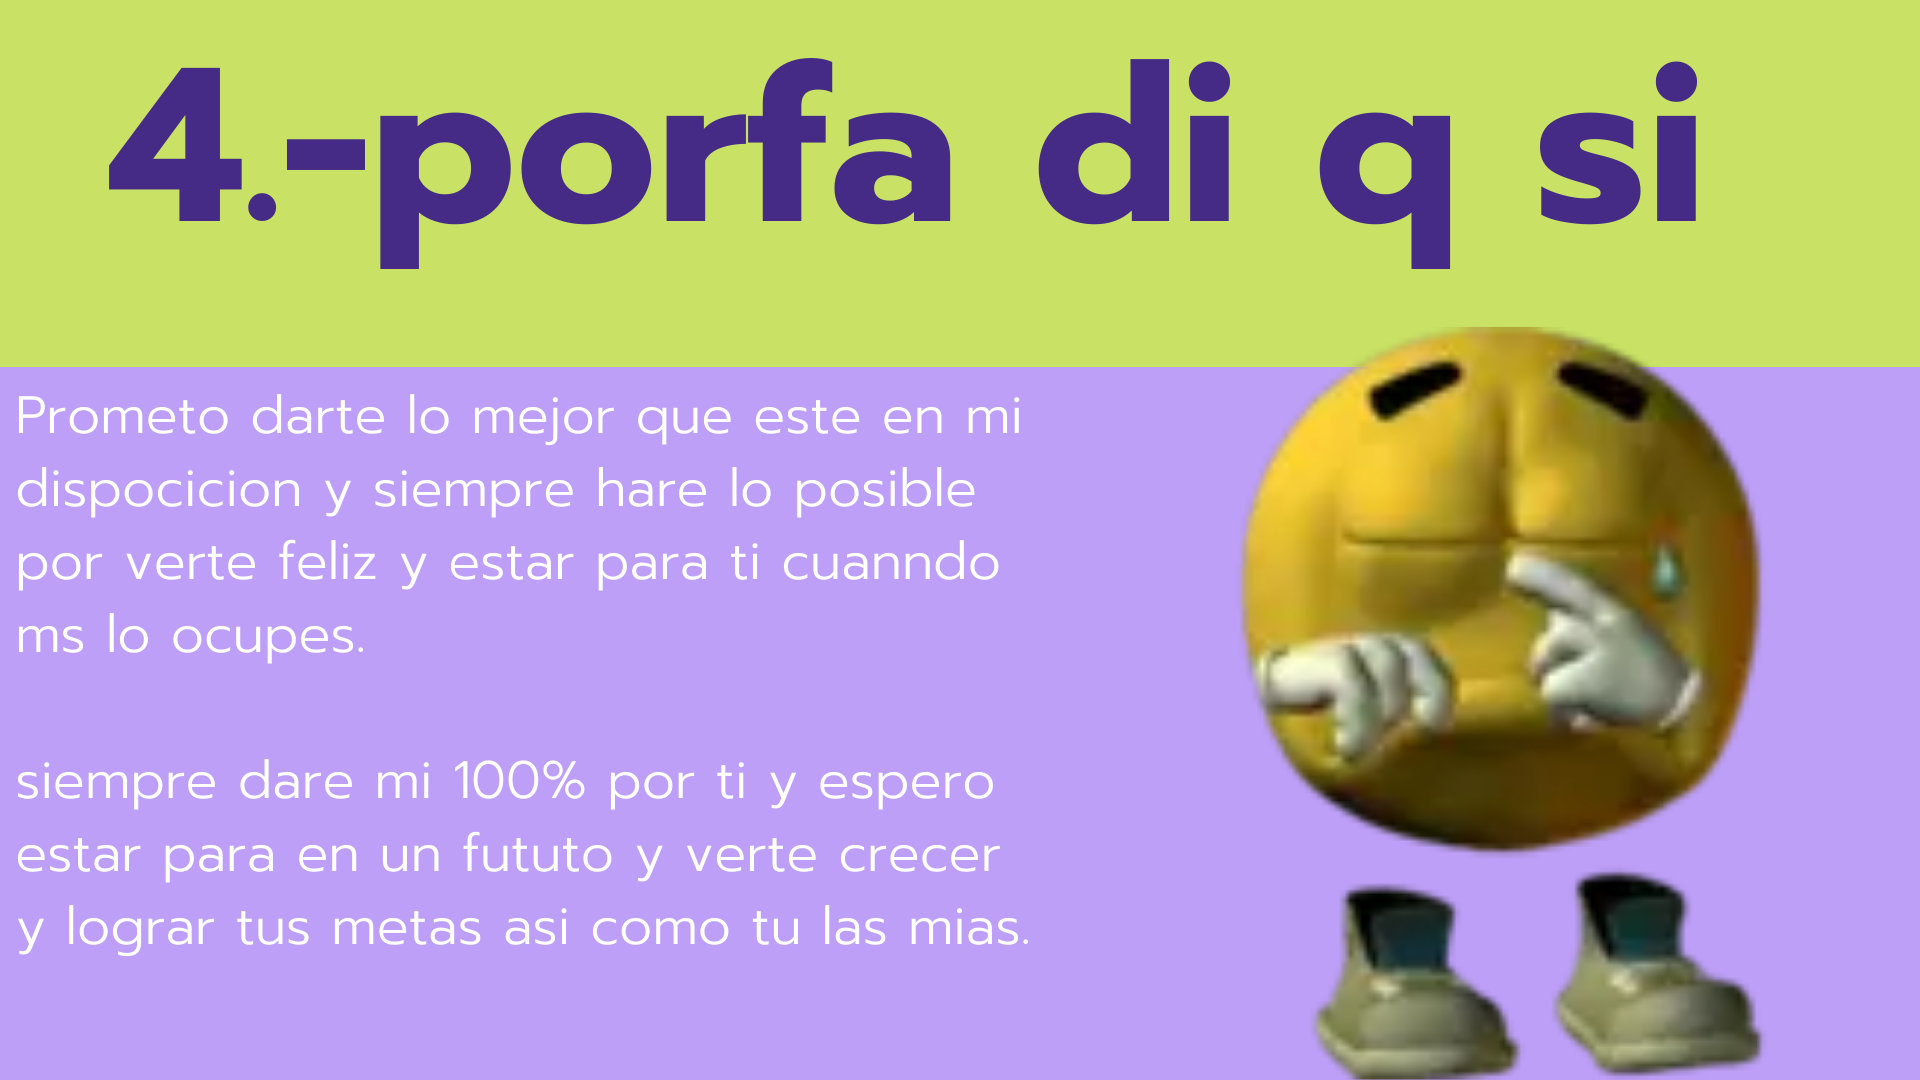 4.-porfa di q si
Prometo darte lo mejor que este en mi
dispocicion y siempre hare lo posible
por verte feliz y estar para ti cuanndo
ms lo ocupes.
siempre dare mi 100% por ti y espero
estar para en un fututo y verte crecer
y lograr tus metas asi como tu las mias.